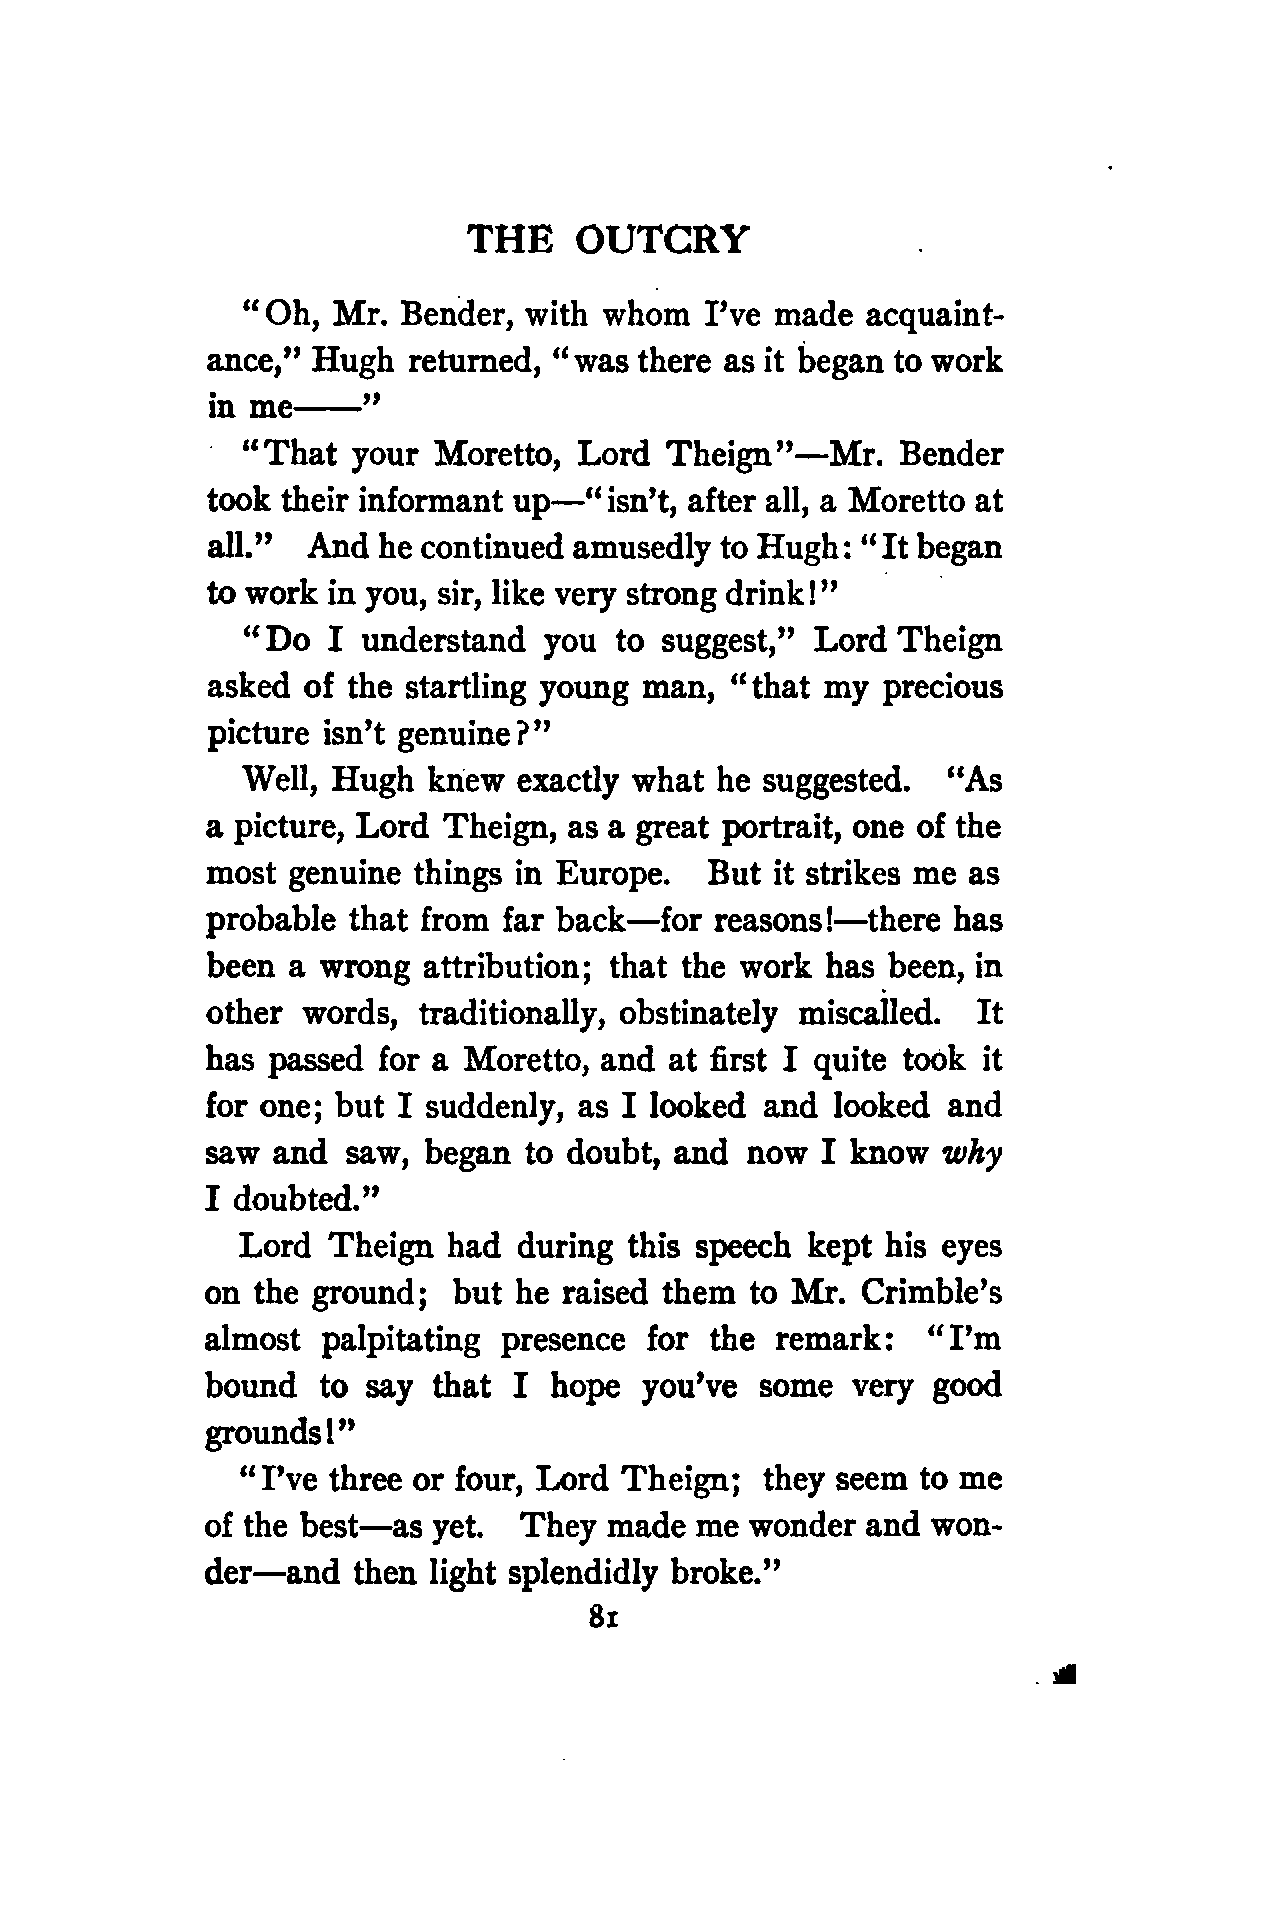 THE OUTCRY
"Oh, Mr. Bender, with whom I've made acquaint-
ance," Hugh returned, "was there as it began to work
in me——"
"That your Moretto, Lord Theign"—Mr. Bender
took their informant up—"isn't, after all, a Moretto at
all." And he continued amusedly to Hugh: "It began
to work in you, sir, like very strong drink!"
"Do I understand you to suggest," Lord Theign
asked of the startling young man, "that my precious
picture isn't genuine?"
Well, Hugh knew exactly what he suggested. "As
a picture, Lord Theign, as a great portrait, one of the
most genuine things in Europe. But it strikes me as
probable that from far back—for reasons!—there has
been a wrong attribution; that the work has been, in
other words, traditionally, obstinately miscalled. It
has passed for a Moretto, and at first I quite took it
for one; but I suddenly, as I looked and looked and
saw and saw, began to doubt, and now I know why
I doubted."
Lord Theign had during this speech kept his eyes
on the ground; but he raised them to Mr. Crimble's
almost palpitating presence for the remark: "I'm
bound to say that I hope you've some very good
grounds!"
"I've three or four, Lord Theign; they seem to me
of the best—as yet. They made me wonder and won-
der—and then light splendidly broke."
81